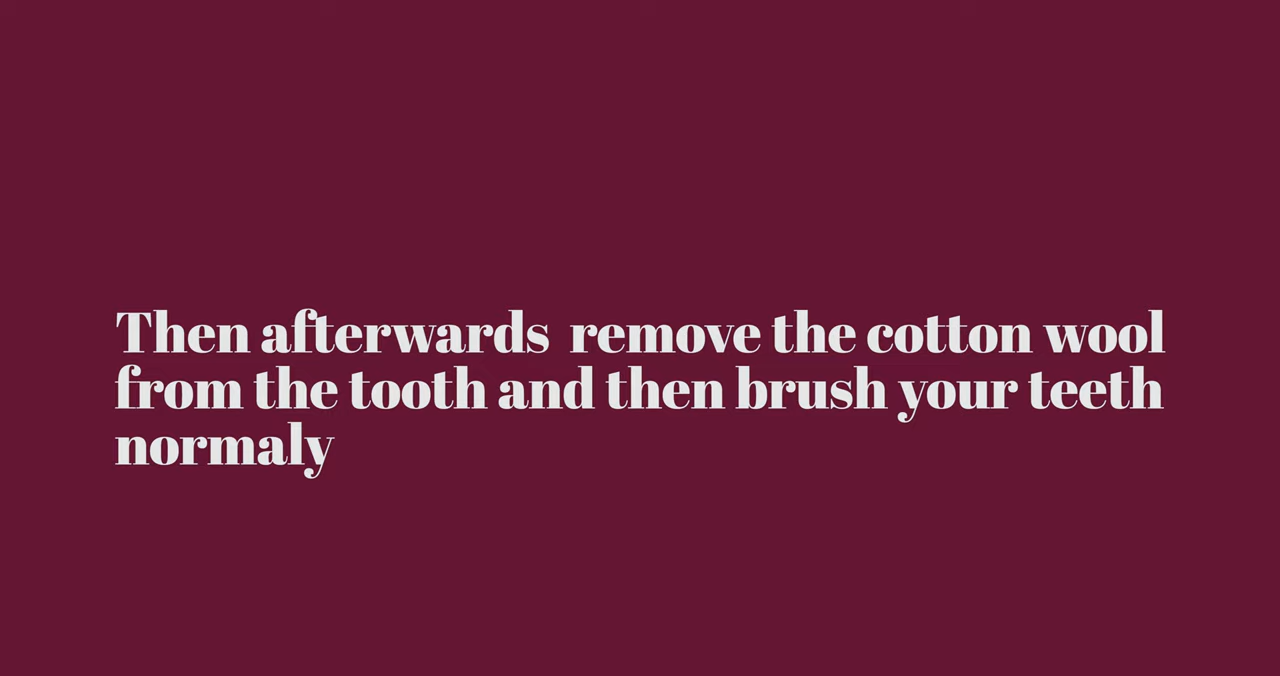 Then afterwards  remove the cotton wool
from the tooth and then brush your teeth
normaly